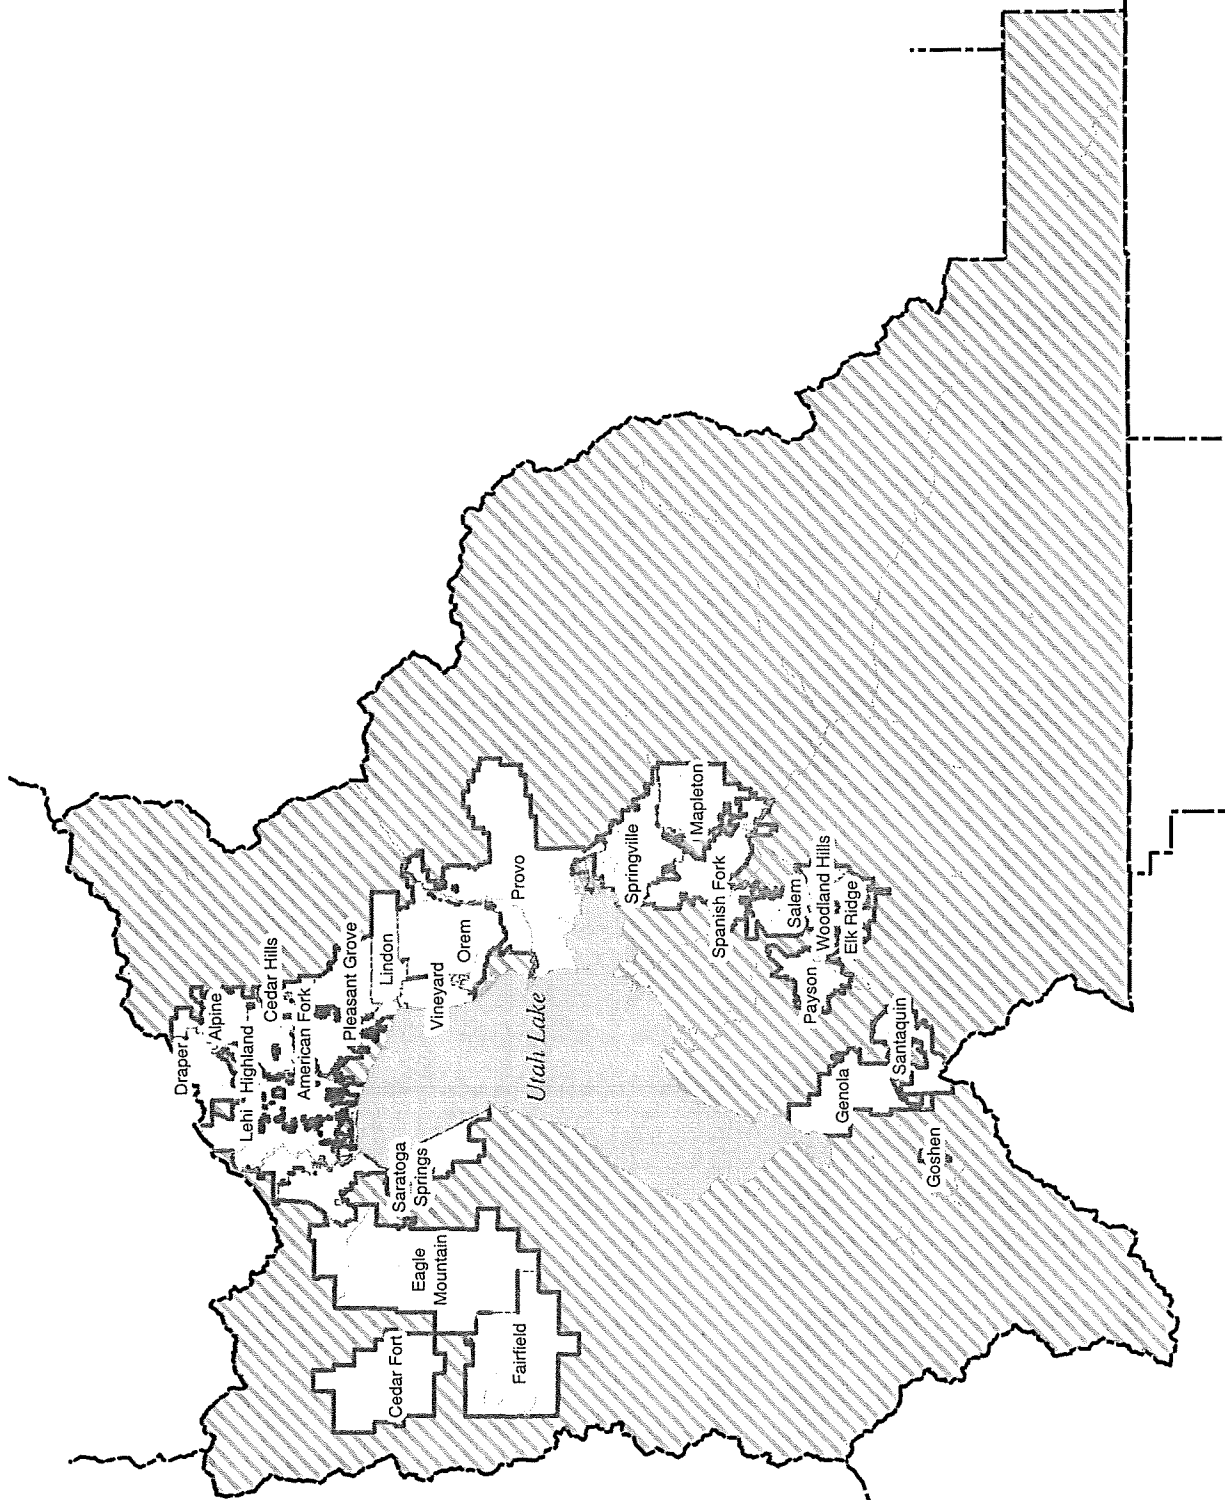 Draper
Alpine
Highland
Lehi
Cedar Hills
American Fork
Pleasant Grove
Lindon
Vineyard
Orem
Provo
Utah Lake
Saratoga
Springs
Eagle
Mountain
Cedar Fort
Fairfield
Springville
Mapleton
Spanish Fork
Salem
Woodland Hills
Elk Ridge
Payson
Santaquin
Genola
Goshen